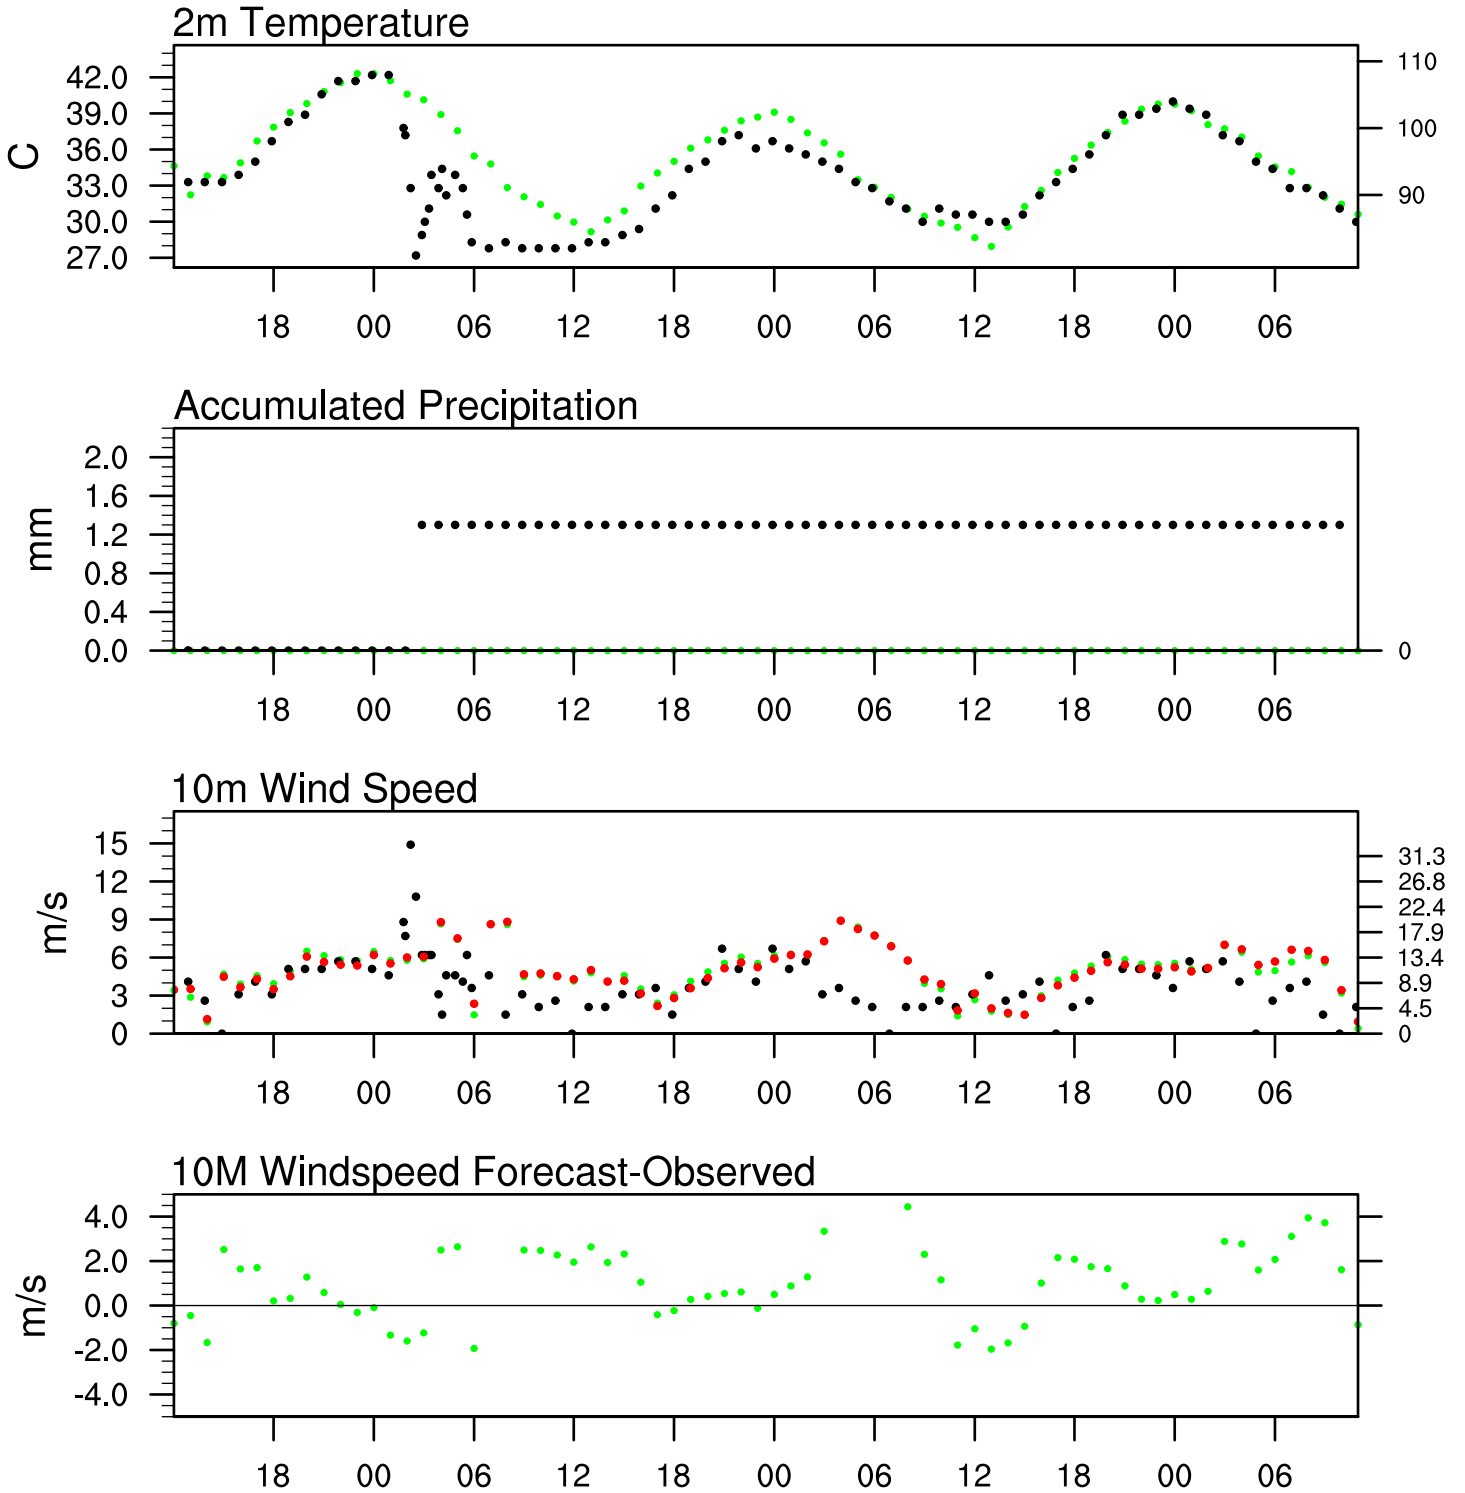 2m Temperature
42.0
39.0
36.0
33.0
30.0
27.0
C
110
100
90
18 00 06 12 18 00 06 12 18 00 06
Accumulated Precipitation
2.0
1.6
1.2
0.8
0.4
0.0
mm
0
18 00 06 12 18 00 06 12 18 00 06
10m Wind Speed
15
12
9
6
3
0
m/s
31.3
26.8
22.4
17.9
13.4
8.9
4.5
0
18 00 06 12 18 00 06 12 18 00 06
10M Windspeed Forecast-Observed
4.0
2.0
0.0
-2.0
-4.0
m/s
18 00 06 12 18 00 06 12 18 00 06